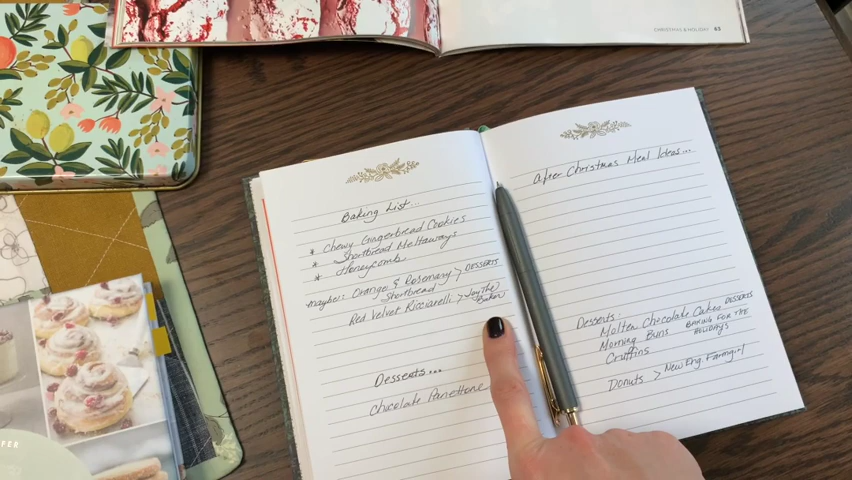 CHRISTMAS & HOLIDAY 63
Baking List...
* Chewy Gingerbread Cookies
* Shortbread Meltaways
* Honeycomb
maybe: Orange & Rosemary > DESSERTS
Shortbread
Red Velvet Ricciarelli > Joy The
Baker
Desserts...
Chocolate Panettone
After Christmas Meal Ideas...
Desserts:
Molten Chocolate Cakes DESSERTS
Morning Buns BAKING FOR THE
HOLIDAYS
Cruffins
Donuts > New Eng Farmgirl